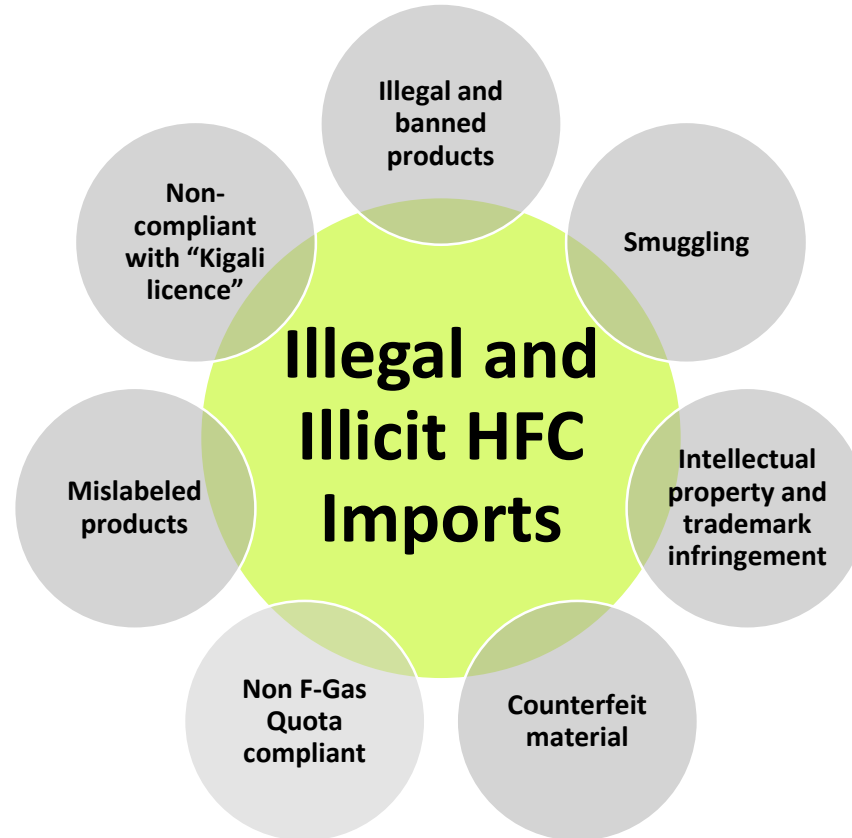 Illegal and
banned
products
Non-
compliant
with “Kigali
licence”
Smuggling
Illegal and
Illicit HFC
Imports
Mislabeled
products
Intellectual
property and
trademark
infringement
Non F-Gas
Quota
compliant
Counterfeit
material